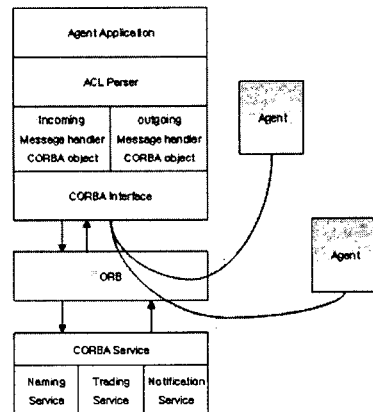 Agent Application
ACL Parser
Incoming
Message handler
CORBA object
outgoing
Message handler
CORBA object
CORBA Interface
ORB
CORBA Service
Naming
Service
Trading
Service
Notification
Service
Agent
Agent